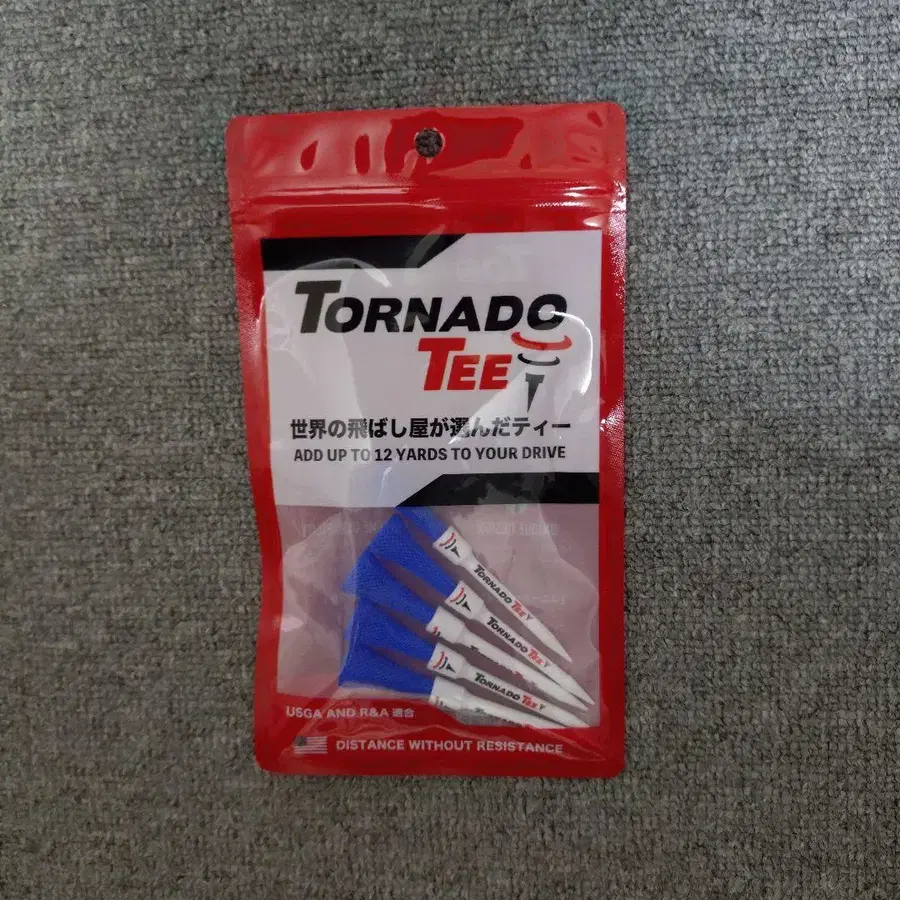 TORNADO
TEE
世界の飛ばし屋が選んだティー
ADD UP TO 12 YARDS TO YOUR DRIVE
TORNADO TEE
TORNADO TEE
TORNADO TEE
USGA AND R&A 適合
DISTANCE WITHOUT RESISTANCE